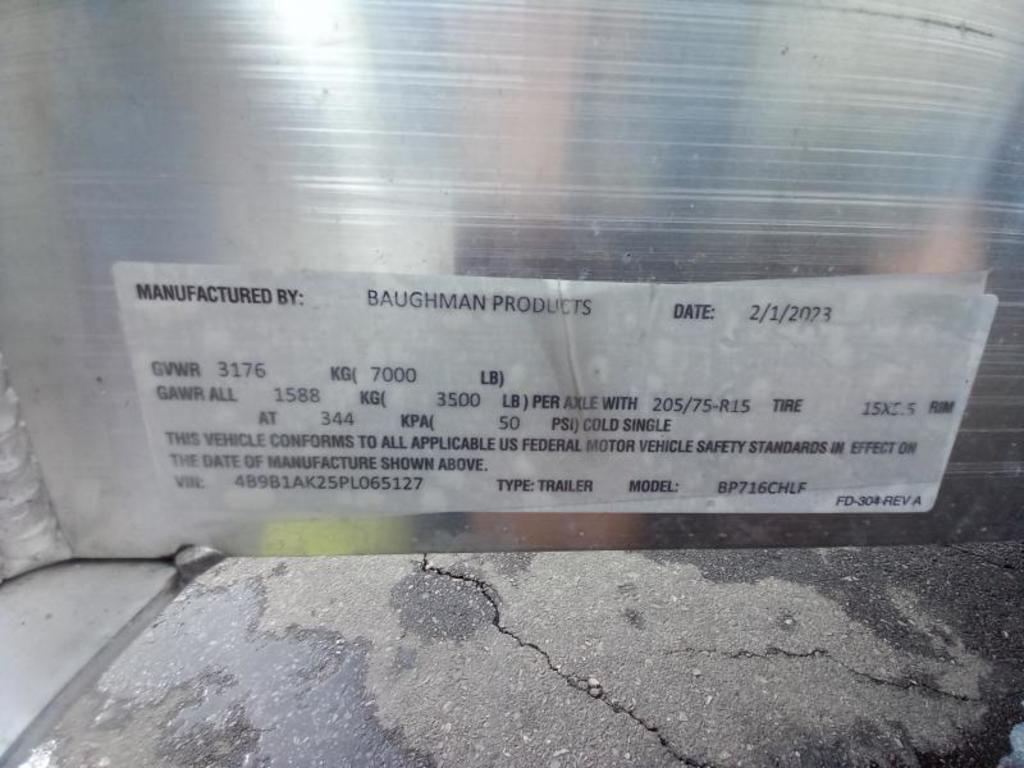 MANUFACTURED BY: BAUGHMAN PRODUCTS DATE: 2/1/2023
GVWR 3176 KG( 7000 LB)
GAWR ALL 1588 KG( 3500 LB) PER AXLE WITH 205/75-R15 TIRE 15X5.5 RIM
AT 344 KPA( 50 PSI) COLD SINGLE
THIS VEHICLE CONFORMS TO ALL APPLICABLE US FEDERAL MOTOR VEHICLE SAFETY STANDARDS IN EFFECT ON
THE DATE OF MANUFACTURE SHOWN ABOVE.
VIN: 4B9B1AK25PL065127 TYPE: TRAILER MODEL: BP716CHLF
FD-304-REV A